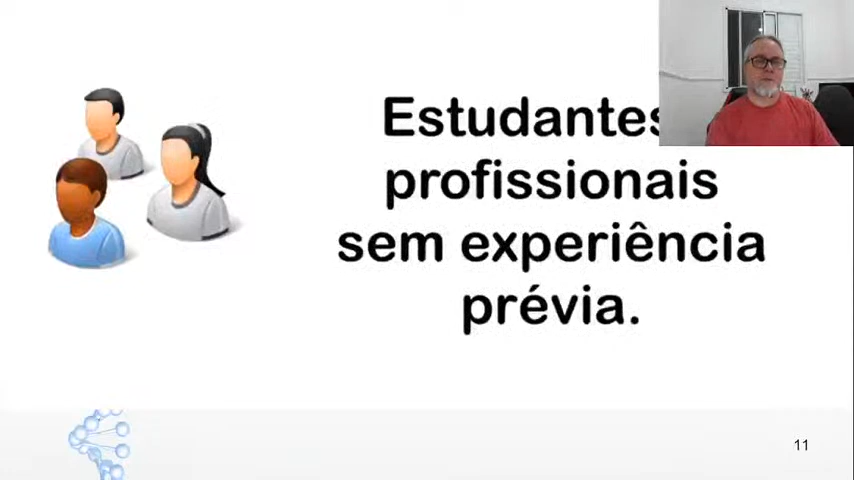 Estudantes
profissionais
sem experiência
prévia.
11